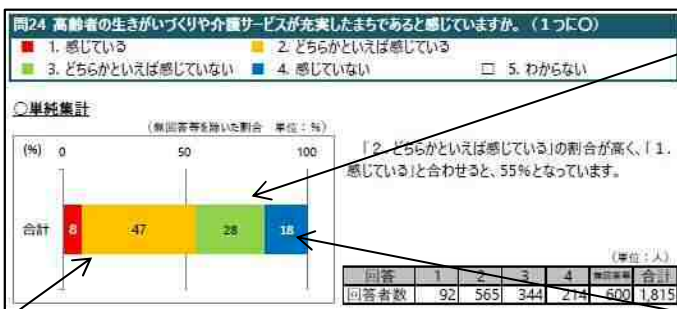 問24 高齢者の生きがいづくりや介護サービスが充実したまちであると感じていますか。（１つに○）
1. 感じている
2. どちらかといえば感じている
3. どちらかといえば感じていない
4. 感じていない
5. わからない
○単純集計
（無回答等を除いた割合 単位：％）
(%) 0 50 100
合計 8 47 28 18
「２．どちらかといえば感じている」の割合が高く、「１．
感じている」と合わせると、55％となっています。
（単位：人）
回答 1 2 3 4 無回答等 合計
回答者数 92 565 344 214 600 1,815